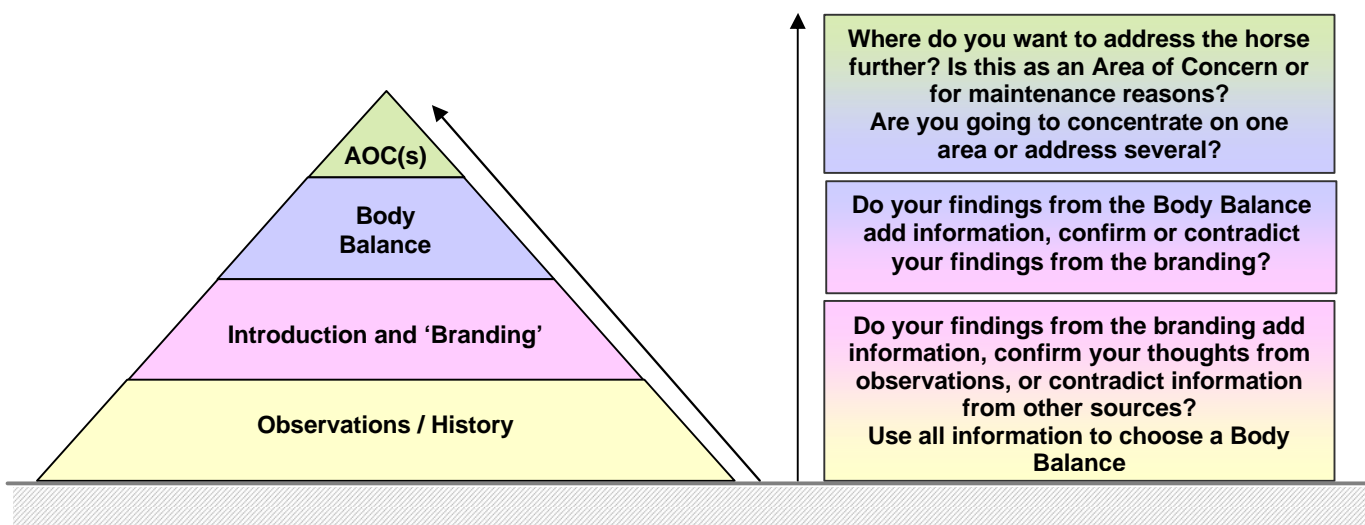 AOC(s)
Body
Balance
Introduction and ‘Branding’
Observations / History
Where do you want to address the horse
further? Is this as an Area of Concern or
for maintenance reasons?
Are you going to concentrate on one
area or address several?
Do your findings from the Body Balance
add information, confirm or contradict
your findings from the branding?
Do your findings from the branding add
information, confirm your thoughts from
observations, or contradict information
from other sources?
Use all information to choose a Body
Balance